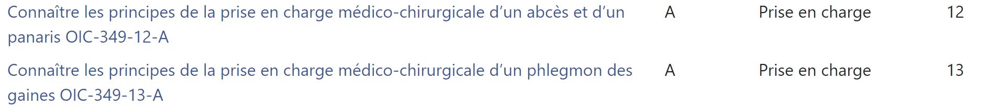 Connaître les principes de la prise en charge médico-chirurgicale d’un abcès et d’un A Prise en charge 12
panaris OIC-349-12-A
Connaître les principes de la prise en charge médico-chirurgicale d’un phlegmon des A Prise en charge 13
gaines OIC-349-13-A